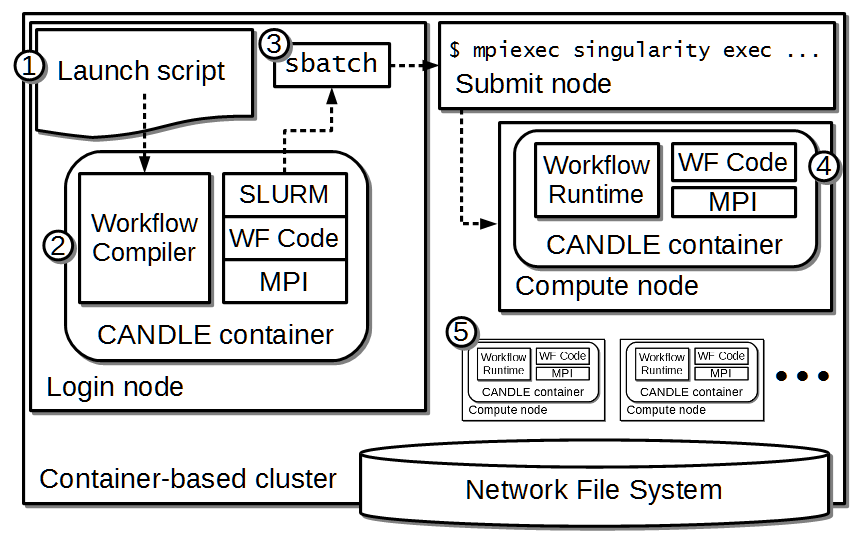 1
Launch script
3
sbatch
$ mpiexec singularity exec ...
Submit node
2
Workflow
Compiler
SLURM
WF Code
MPI
CANDLE container
Login node
4
Workflow
Runtime
WF Code
MPI
CANDLE container
Compute node
5
Workflow
Runtime
WF Code
MPI
CANDLE container
Compute node
Workflow
Runtime
WF Code
MPI
CANDLE container
Compute node
Container-based cluster
Network File System